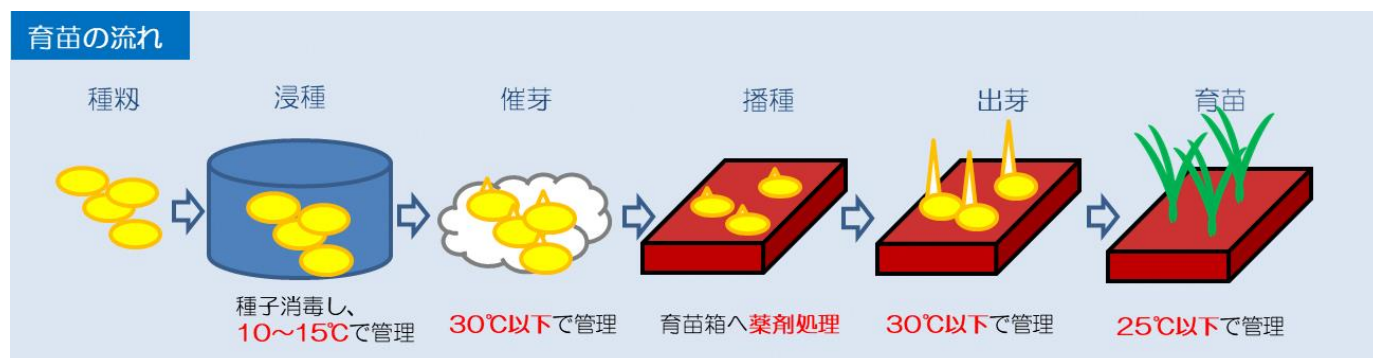 育苗の流れ
種籾
浸種
催芽
播種
出芽
育苗
種子消毒し、
10～15℃で管理
30℃以下で管理
育苗箱へ薬剤処理
30℃以下で管理
25℃以下で管理